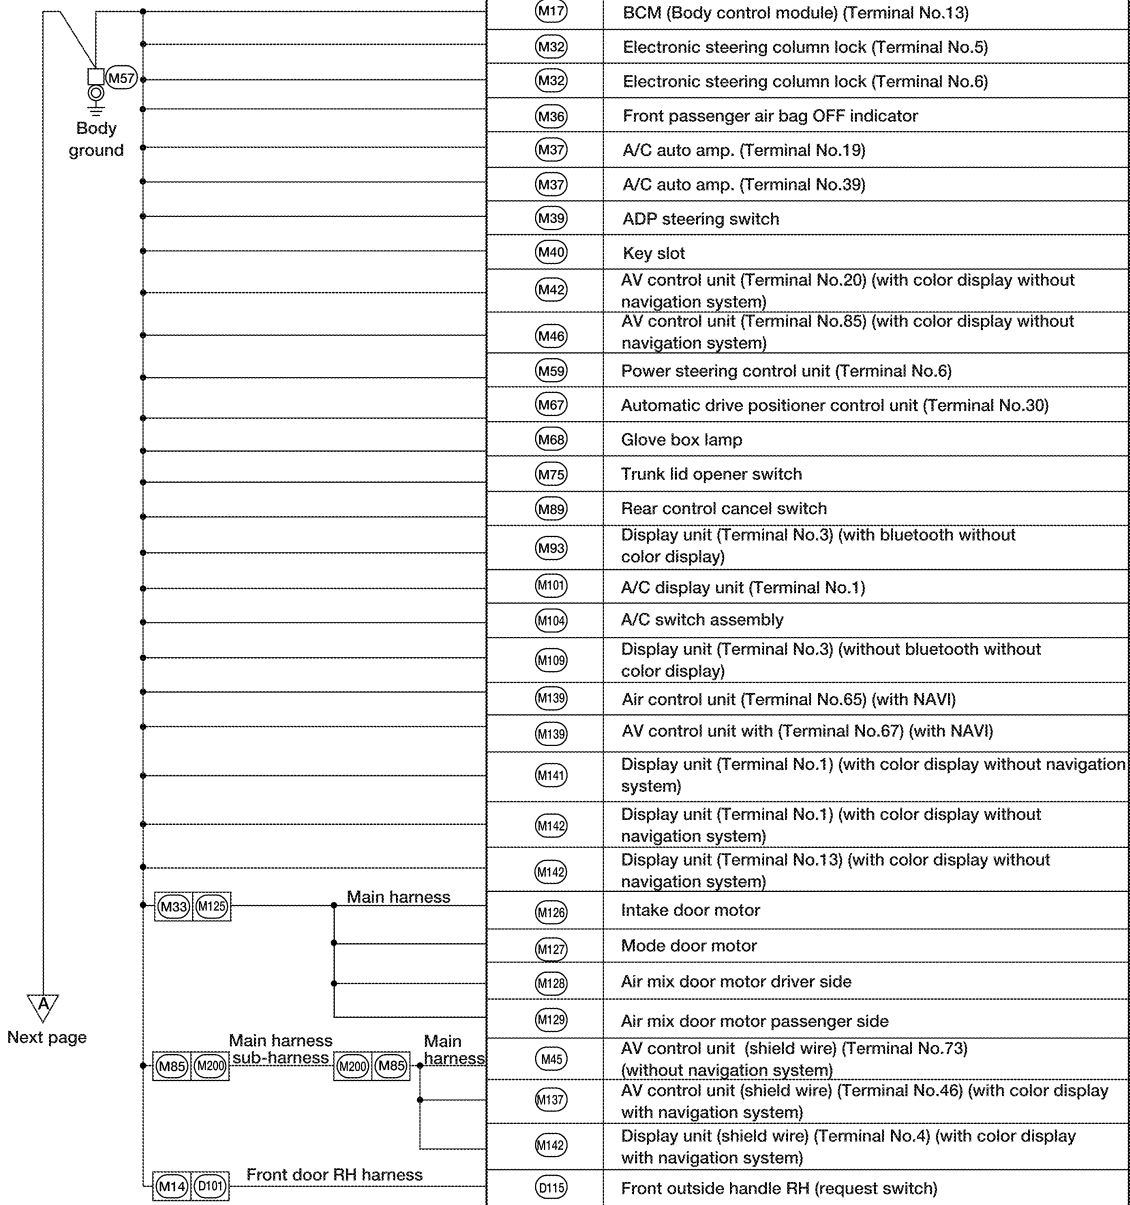 M17 BCM (Body control module) (Terminal No.13)
M32 Electronic steering column lock (Terminal No.5)
M57
M32 Electronic steering column lock (Terminal No.6)
Body
ground
M36 Front passenger air bag OFF indicator
M37 A/C auto amp. (Terminal No.19)
M37 A/C auto amp. (Terminal No.39)
M39 ADP steering switch
M40 Key slot
M42 AV control unit (Terminal No.20) (with color display without
navigation system)
M46 AV control unit (Terminal No.85) (with color display without
navigation system)
M59 Power steering control unit (Terminal No.6)
M67 Automatic drive positioner control unit (Terminal No.30)
M68 Glove box lamp
M75 Trunk lid opener switch
M89 Rear control cancel switch
M93 Display unit (Terminal No.3) (with bluetooth without
color display)
M101 A/C display unit (Terminal No.1)
M104 A/C switch assembly
M109 Display unit (Terminal No.3) (without bluetooth without
color display)
M139 Air control unit (Terminal No.65) (with NAVI)
M139 AV control unit with (Terminal No.67) (with NAVI)
M141 Display unit (Terminal No.1) (with color display without navigation
system)
M142 Display unit (Terminal No.1) (with color display without
navigation system)
M142 Display unit (Terminal No.13) (with color display without
navigation system)
M33 M125 Main harness
M126 Intake door motor
M127 Mode door motor
M128 Air mix door motor driver side
M129 Air mix door motor passenger side
A
Next page
Main harness
sub-harness
Main
harness
M85 M200 M200 M85
M45 AV control unit (shield wire) (Terminal No.73)
(without navigation system)
M137 AV control unit (shield wire) (Terminal No.46) (with color display
with navigation system)
M142 Display unit (shield wire) (Terminal No.4) (with color display
with navigation system)
M14 D101 Front door RH harness
D115 Front outside handle RH (request switch)